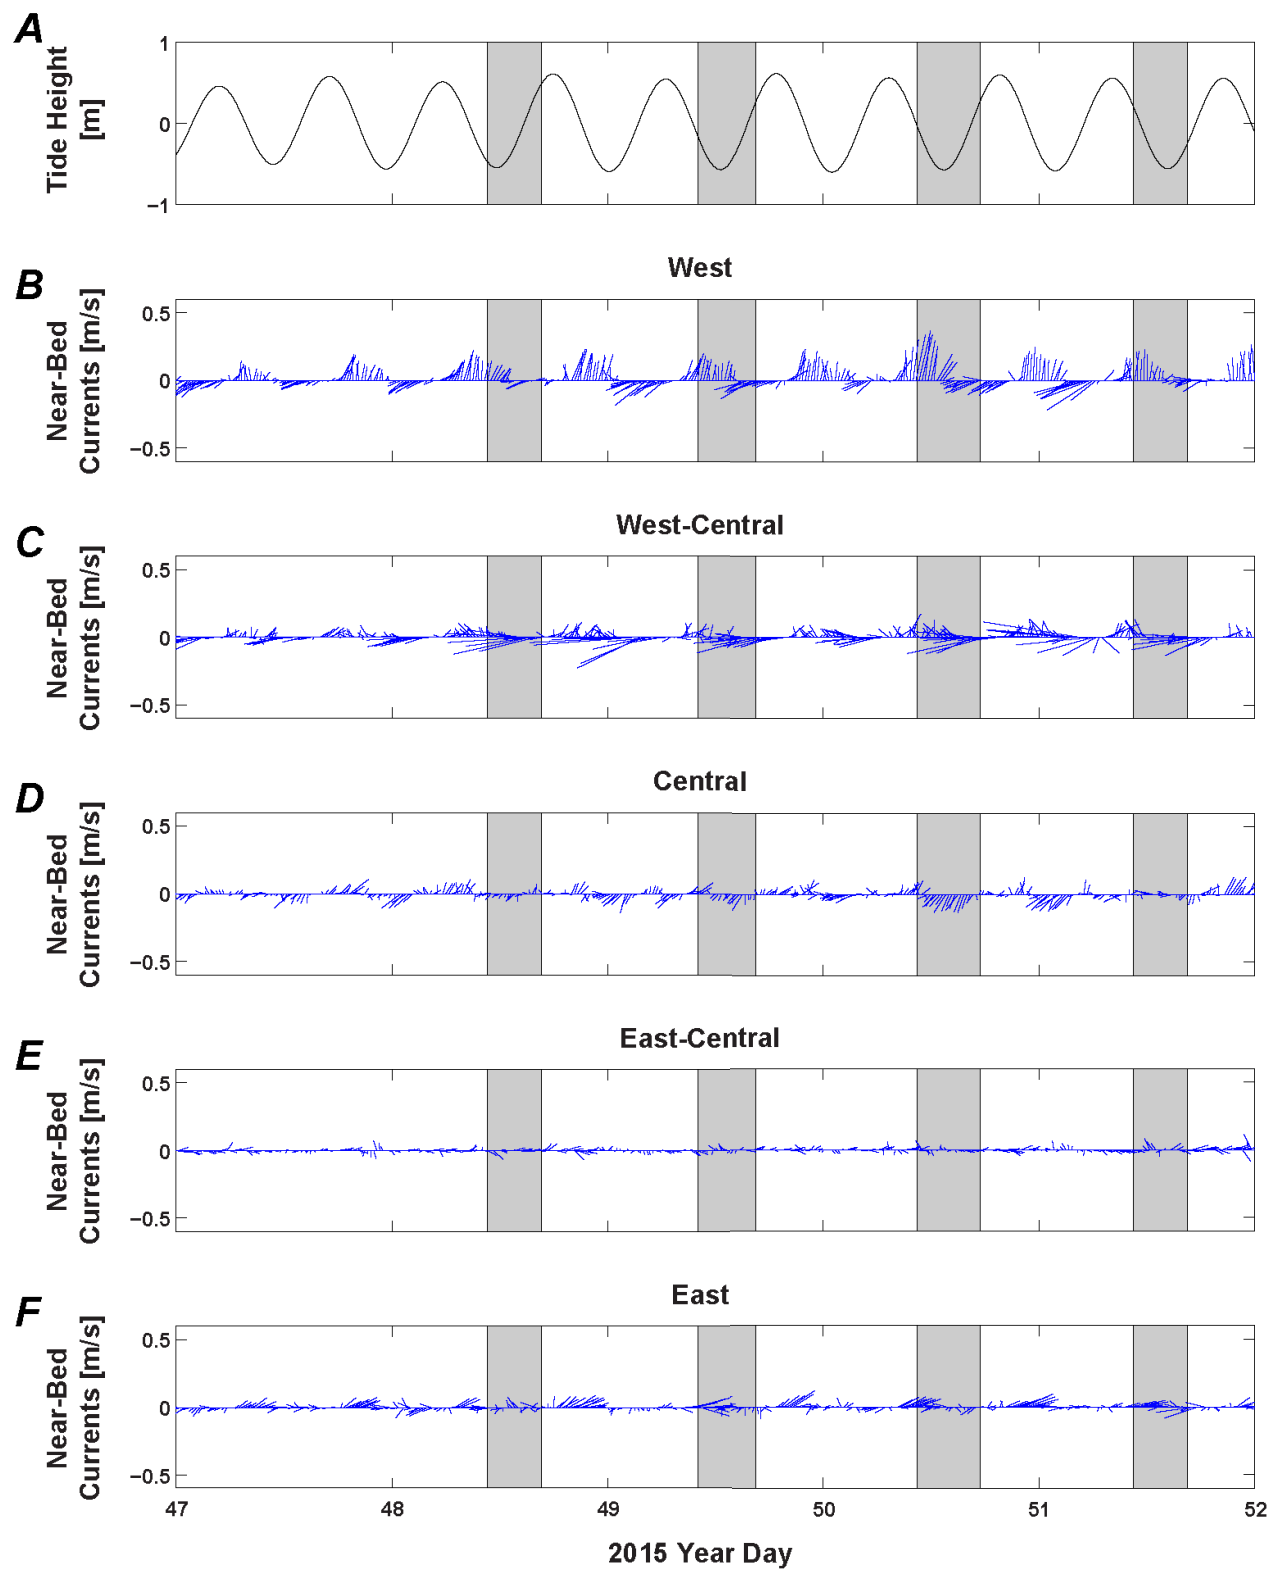 A
Tide Height
[m]
1
0
−1
West
B
Near-Bed
Currents [m/s]
0.5
0
−0.5
West-Central
C
Near-Bed
Currents [m/s]
0.5
0
−0.5
Central
D
Near-Bed
Currents [m/s]
0.5
0
−0.5
East-Central
E
Near-Bed
Currents [m/s]
0.5
0
−0.5
East
F
Near-Bed
Currents [m/s]
0.5
0
−0.5
47 48 49 50 51 52
2015 Year Day